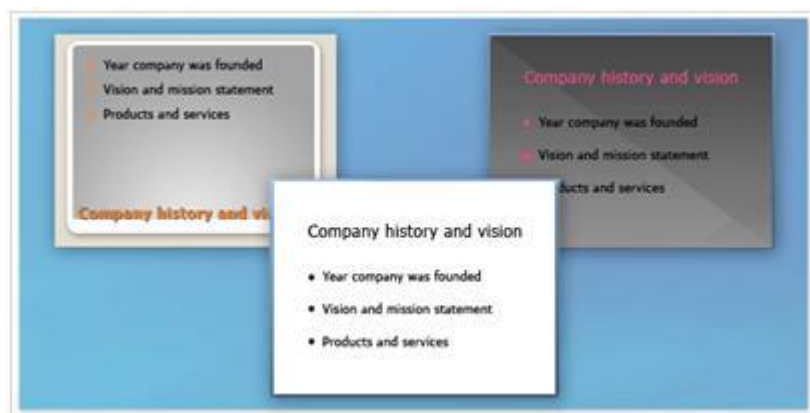 Year company was founded
Vision and mission statement
Products and services
Company history and vi
Company history and vision
Year company was founded
Vision and mission statement
ducts and services
Company history and vision
• Year company was founded
• Vision and mission statement
• Products and services